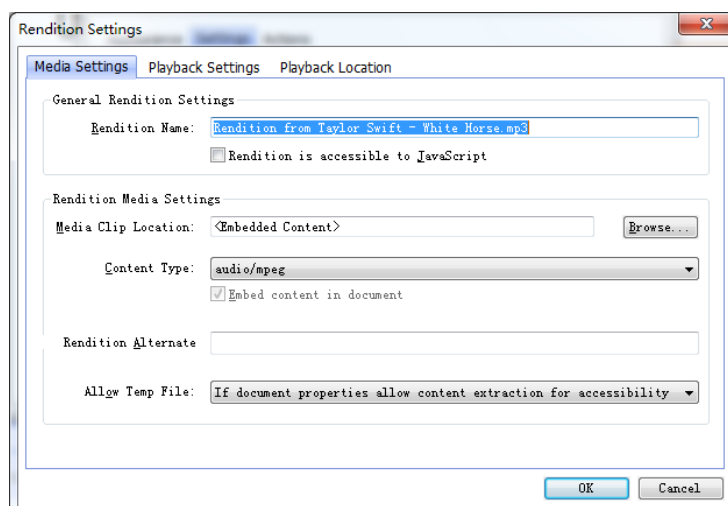 Rendition Settings
Media Settings Playback Settings Playback Location
General Rendition Settings
Rendition Name: Rendition from Taylor Swift - White Horse.mp3
Rendition is accessible to JavaScript
Rendition Media Settings
Media Clip Location: <Embedded Content> Browse...
Content Type: audio/mpeg
Embed content in document
Rendition Alternate
Allow Temp File: If document properties allow content extraction for accessibility
OK Cancel